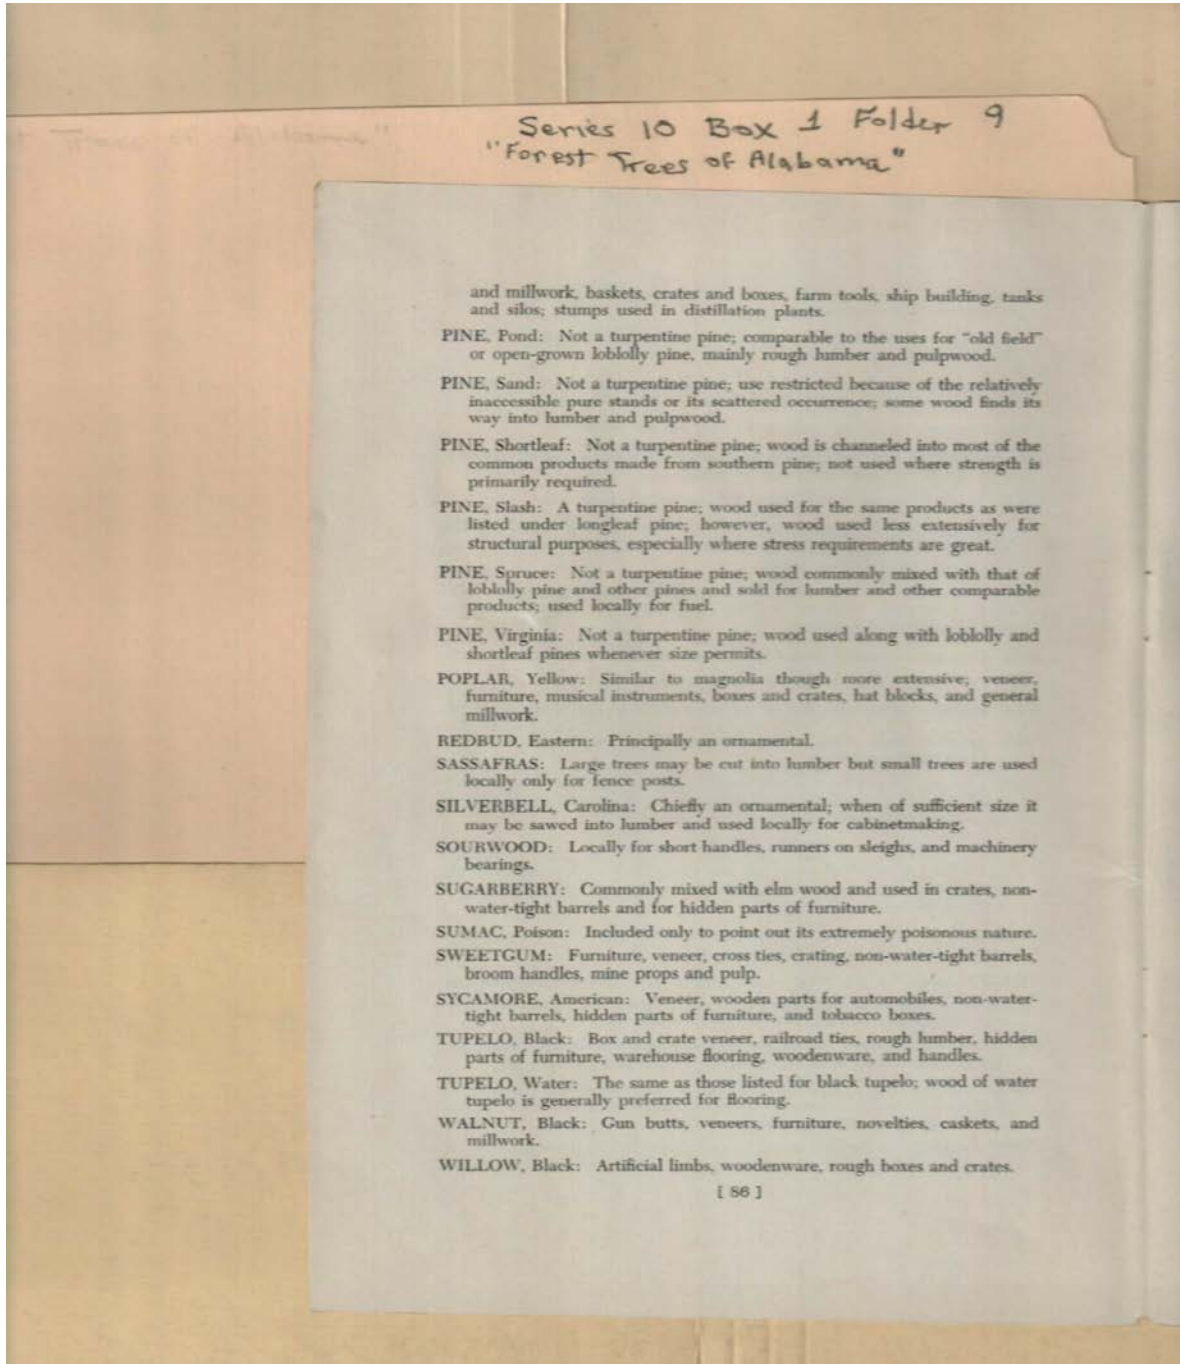 Series 10 Box 1 Folder 9
"Forest Trees of Alabama"
and millwork, baskets, crates and boxes, farm tools, ship building, tanks
and silos; stumps used in distillation plants.
PINE, Pond: Not a turpentine pine; comparable to the uses for "old field"
or open-grown loblolly pine, mainly rough lumber and pulpwood.
PINE, Sand: Not a turpentine pine; use restricted because of the relatively
inaccessible pure stands or its scattered occurrence; some wood finds its
way into lumber and pulpwood.
PINE, Shortleaf: Not a turpentine pine; wood is channeled into most of the
common products made from southern pine; not used where strength is
primarily required.
PINE, Slash: A turpentine pine; wood used for the same products as were
listed under longleaf pine; however, wood used less extensively for
structural purposes, especially where stress requirements are great.
PINE, Spruce: Not a turpentine pine; wood commonly mixed with that of
loblolly pine and other pines and sold for lumber and other comparable
products; used locally for fuel.
PINE, Virginia: Not a turpentine pine; wood used along with loblolly and
shortleaf pines whenever size permits.
POPLAR, Yellow: Similar to magnolia though more extensive; veneer,
furniture, musical instruments, boxes and crates, hat blocks, and general
millwork.
REDBUD, Eastern: Principally an ornamental.
SASSAFRAS: Large trees may be cut into lumber but small trees are used
locally only for fence posts.
SILVERBELL, Carolina: Chiefly an ornamental; when of sufficient size it
may be sawed into lumber and used locally for cabinetmaking.
SOURWOOD: Locally for short handles, runners on sleighs, and machinery
bearings.
SUGARBERRY: Commonly mixed with elm wood and used in crates, non-
water-tight barrels and for hidden parts of furniture.
SUMAC, Poison: Included only to point out its extremely poisonous nature.
SWEETGUM: Furniture, veneer, cross ties, crating, non-water-tight barrels,
broom handles, mine props and pulp.
SYCAMORE, American: Veneer, wooden parts for automobiles, non-water-
tight barrels, hidden parts of furniture, and tobacco boxes.
TUPELO, Black: Box and crate veneer, railroad ties, rough lumber, hidden
parts of furniture, warehouse flooring, woodenware, and handles.
TUPELO, Water: The same as those listed for black tupelo; wood of water
tupelo is generally preferred for flooring.
WALNUT, Black: Gun butts, veneers, furniture, novelties, caskets, and
millwork.
WILLOW, Black: Artificial limbs, woodenware, rough boxes and crates.
[ 86 ]